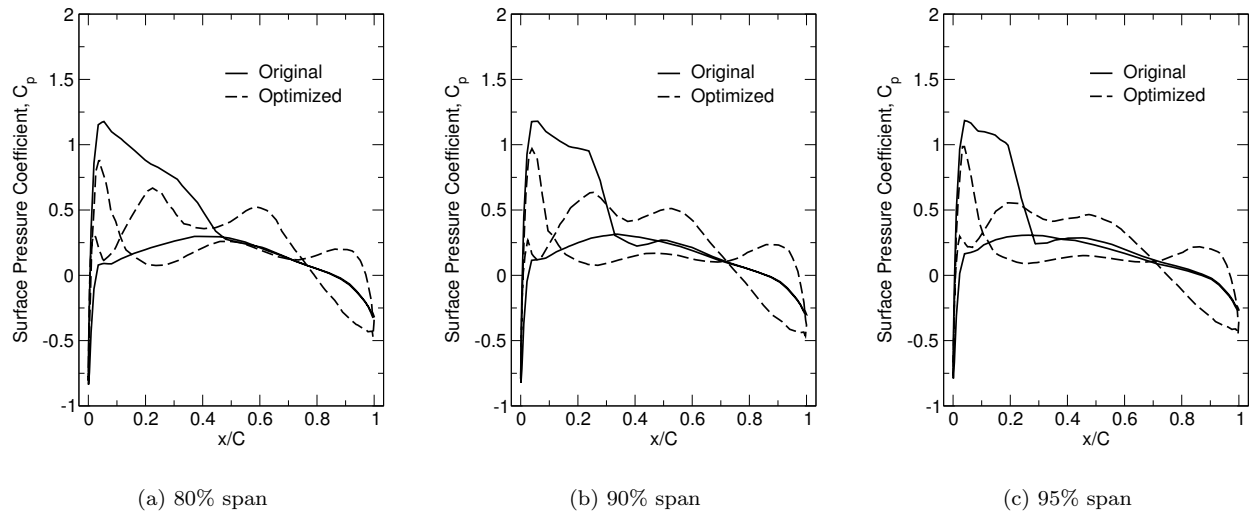 2
1.5
1
0.5
0
-0.5
-1
Surface Pressure Coefficient, Cp
Original
Optimized
0 0.2 0.4 0.6 0.8 1
x/C
(a) 80% span
2
1.5
1
0.5
0
-0.5
-1
Surface Pressure Coefficient, Cp
Original
Optimized
0 0.2 0.4 0.6 0.8 1
x/C
(b) 90% span
2
1.5
1
0.5
0
-0.5
-1
Surface Pressure Coefficient, Cp
Original
Optimized
0 0.2 0.4 0.6 0.8 1
x/C
(c) 95% span